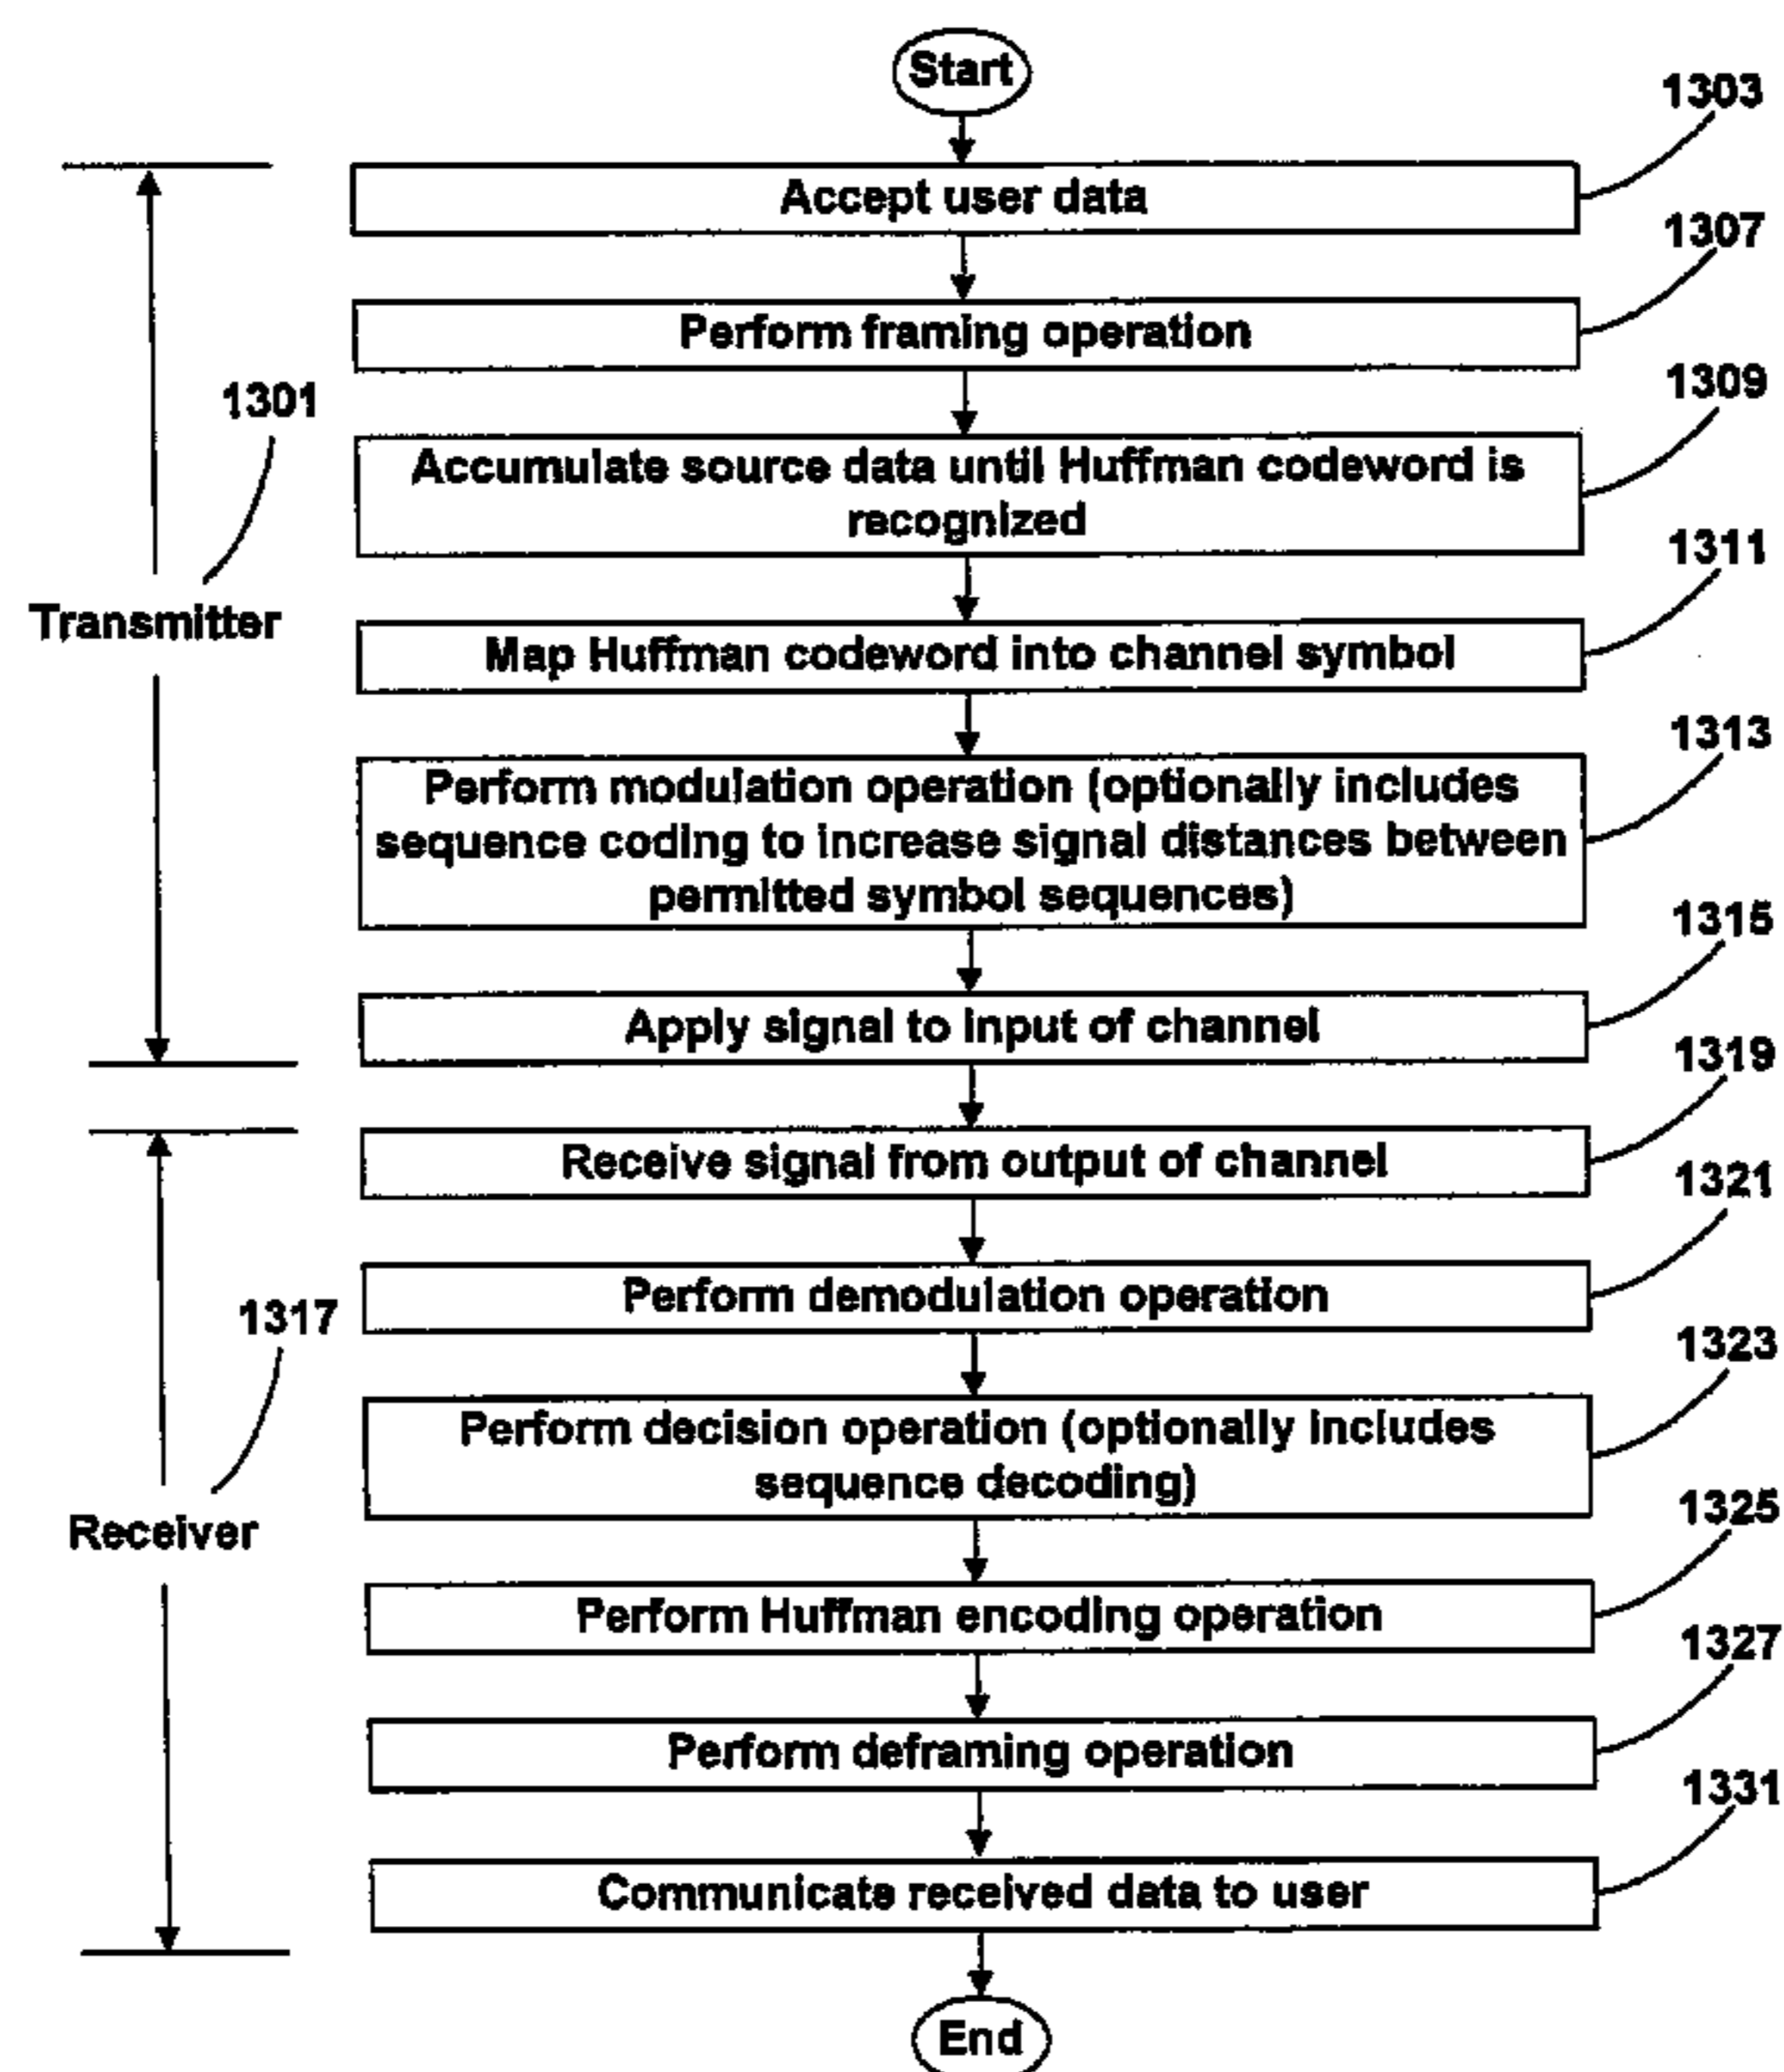 Start
1303
Accept user data
1307
Perform framing operation
1309
1301
Accumulate source data until Huffman codeword is
recognized
1311
Transmitter
Map Huffman codeword into channel symbol
1313
Perform modulation operation (optionally includes
sequence coding to increase signal distances between
permitted symbol sequences)
1315
Apply signal to input of channel
1319
Receive signal from output of channel
1321
Perform demodulation operation
1317
1323
Perform decision operation (optionally includes
sequence decoding)
1325
Receiver
Perform Huffman encoding operation
1327
Perform deframing operation
1331
Communicate received data to user
End